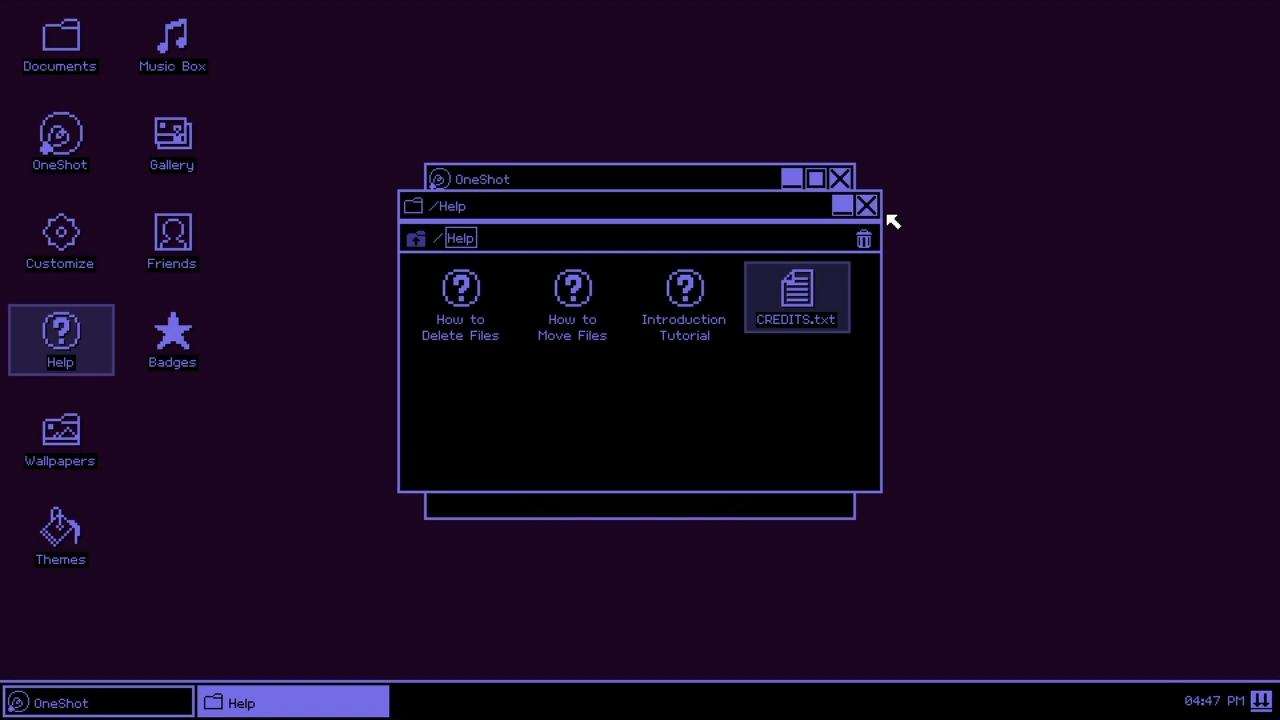 Documents
Music Box
OneShot
Gallery
Customize
Friends
Help
Badges
Wallpapers
Themes
OneShot
/Help
/ Help
How to
Delete Files
How to
Move Files
Introduction
Tutorial
CREDITS.txt
OneShot
Help
04:47 PM